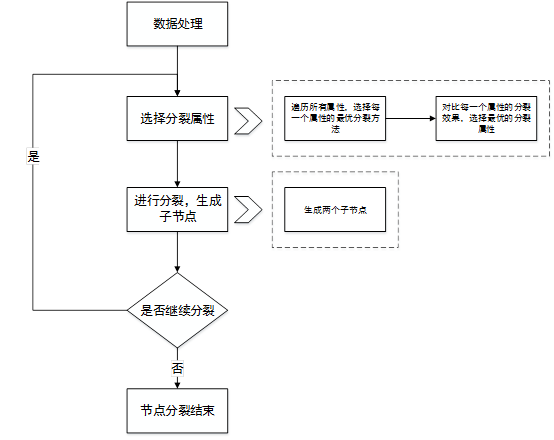 数据处理
选择分裂属性
遍历所有属性，选择每
一个属性的最优分裂方
法
对比每一个属性的分裂
效果，选择最优的分裂
属性
是
进行分裂，生成
子节点
生成两个子节点
是否继续分裂
否
节点分裂结束